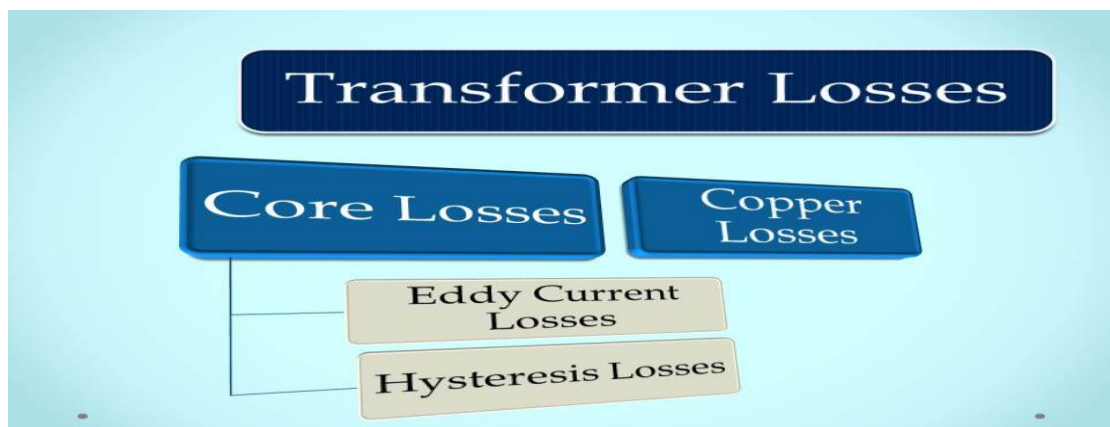 Transformer Losses
Core Losses
Copper
Losses
Eddy Current
Losses
Hysteresis Losses